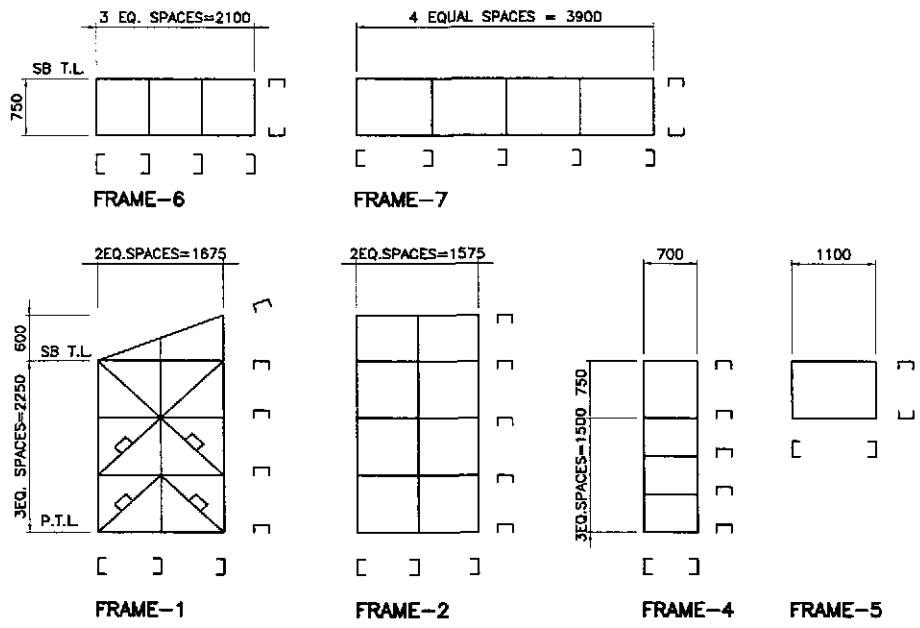 3 EQ. SPACES=2100
4 EQUAL SPACES = 3900
SB T.L.
750
FRAME-6
FRAME-7
2EQ.SPACES=1675
2EQ.SPACES=1575
700
1100
600
SB T.L.
3EQ. SPACES=2250
P.T.L.
750
3EQ.SPACES=1500
FRAME-1
FRAME-2
FRAME-4
FRAME-5